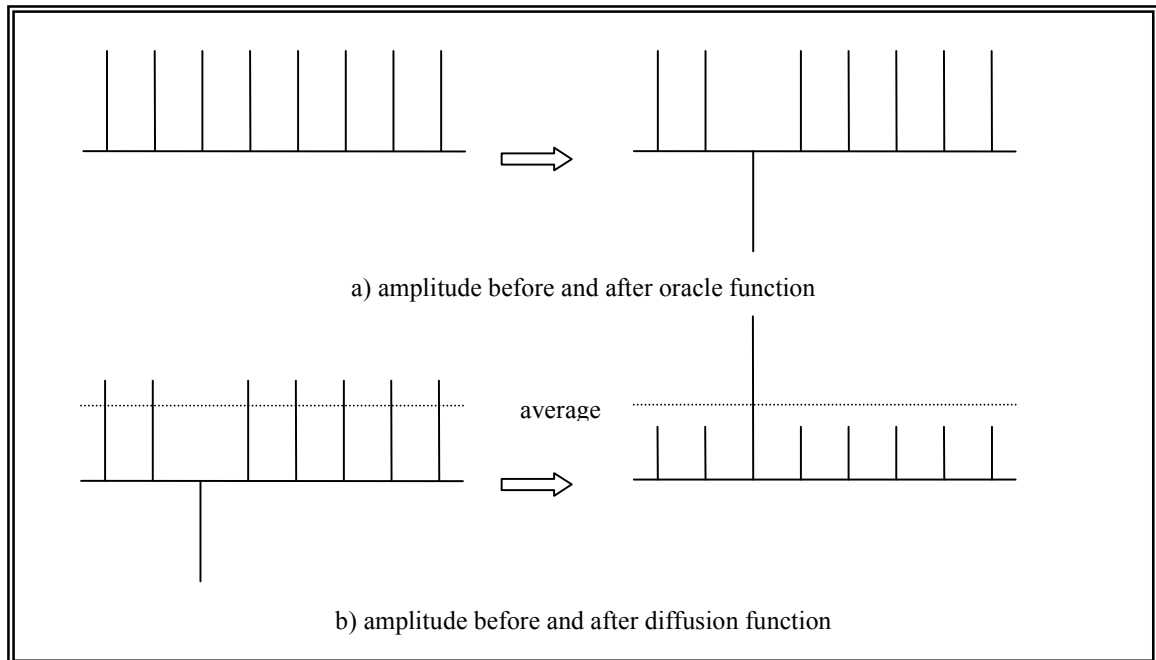 a) amplitude before and after oracle function
average
b) amplitude before and after diffusion function